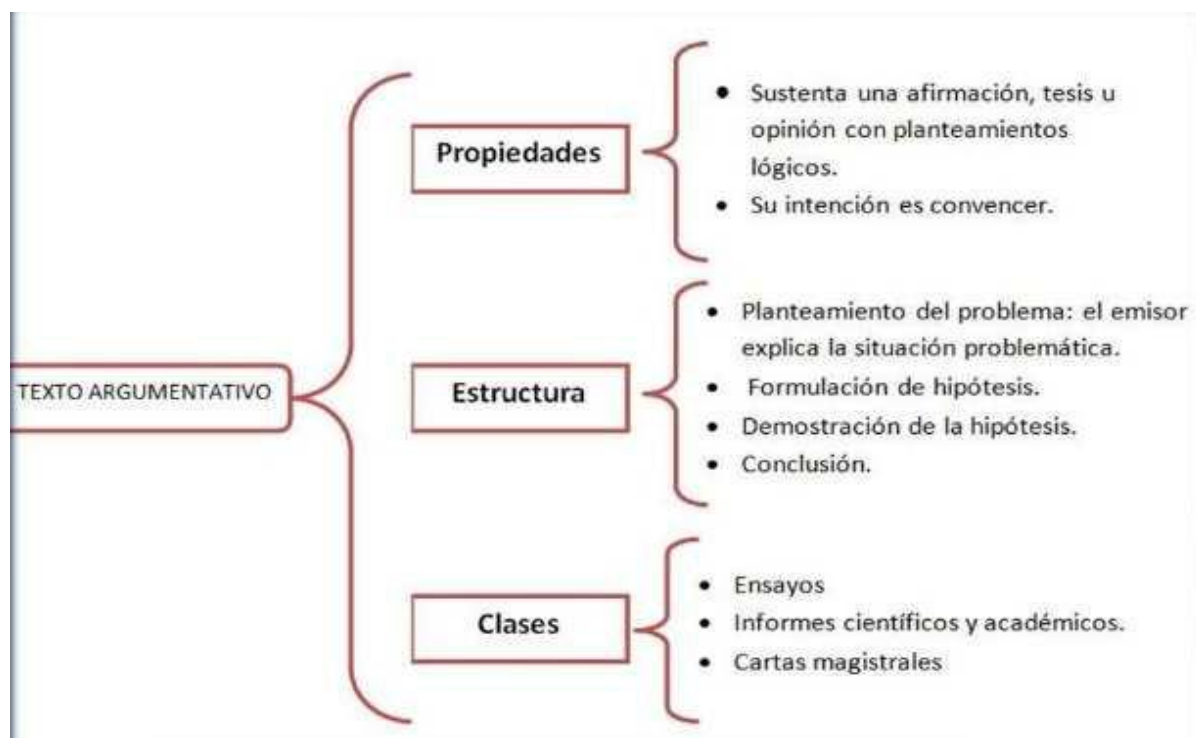 TEXTO ARGUMENTATIVO
Propiedades
• Sustenta una afirmación, tesis u
opinión con planteamientos
lógicos.
• Su intención es convencer.
Estructura
• Planteamiento del problema: el emisor
explica la situación problemática.
• Formulación de hipótesis.
• Demostración de la hipótesis.
• Conclusión.
Clases
• Ensayos
• Informes científicos y académicos.
• Cartas magistrales